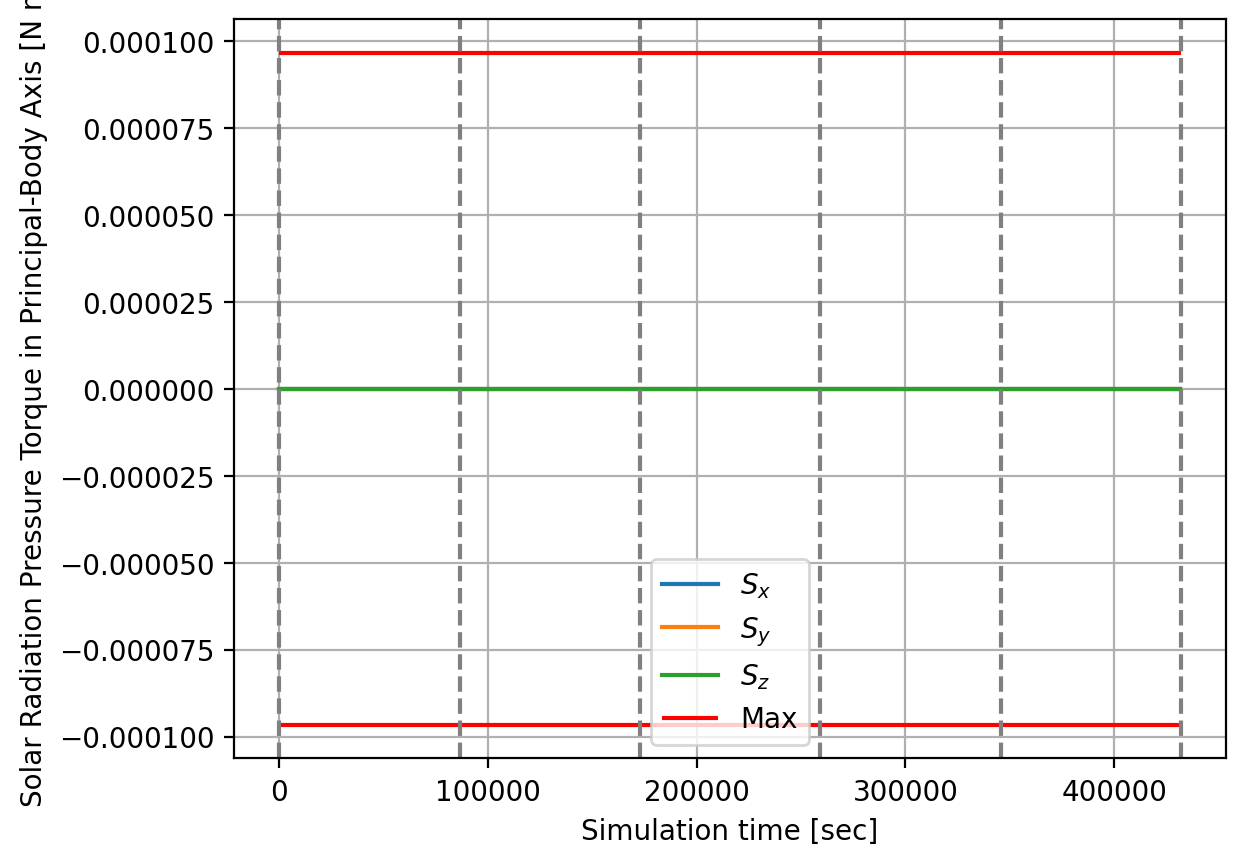 Solar Radiation Pressure Torque in Principal-Body Axis [N
0.000100
0.000075
0.000050
0.000025
0.000000
−0.000025
−0.000050
−0.000075
−0.000100
S_x
S_y
S_z
Max
0 100000 200000 300000 400000
Simulation time [sec]